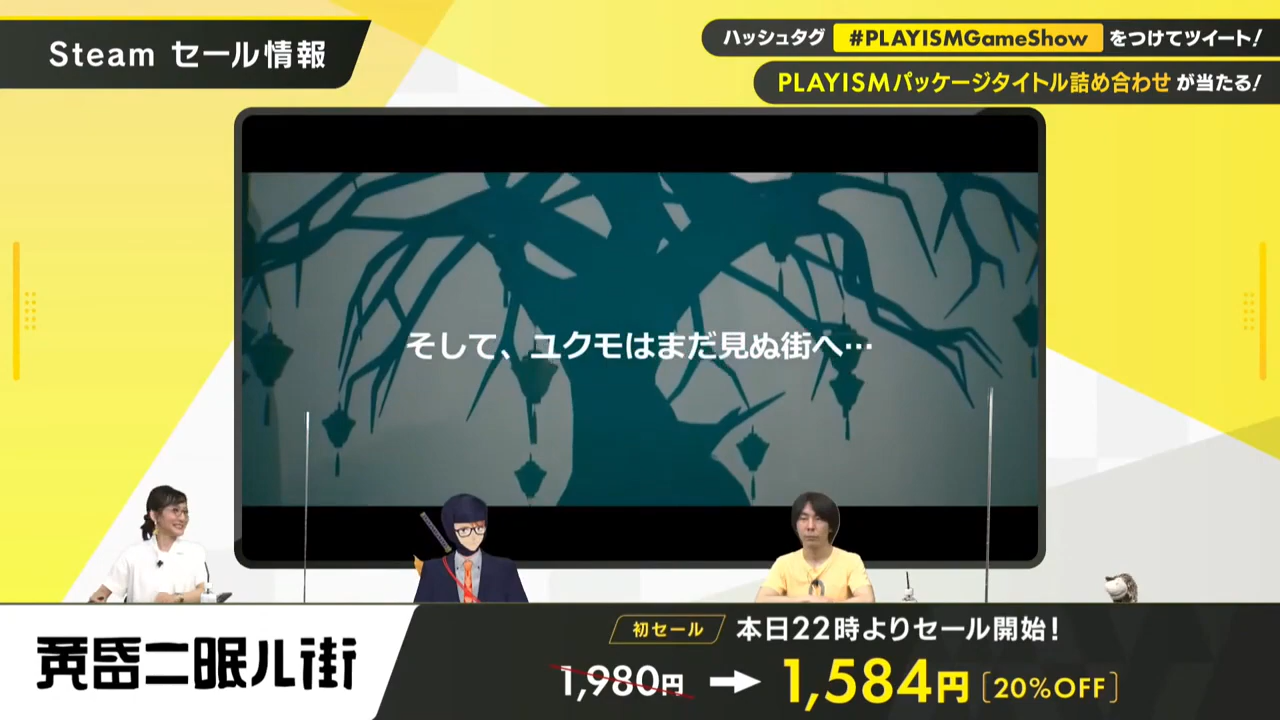 Steam セール情報
ハッシュタグ #PLAYISMGameShow をつけてツイート!
PLAYISMパッケージタイトル詰め合わせ が当たる!
そして、ユクモはまだ見ぬ街へ…
黄昏ニ眠ル街
初セール 本日22時よりセール開始!
1,980円 → 1,584円 [20%OFF]